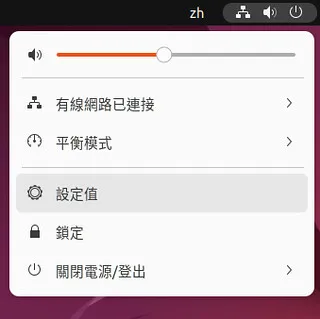 zh
有線網路已連接
平衡模式
設定值
鎖定
關閉電源/登出